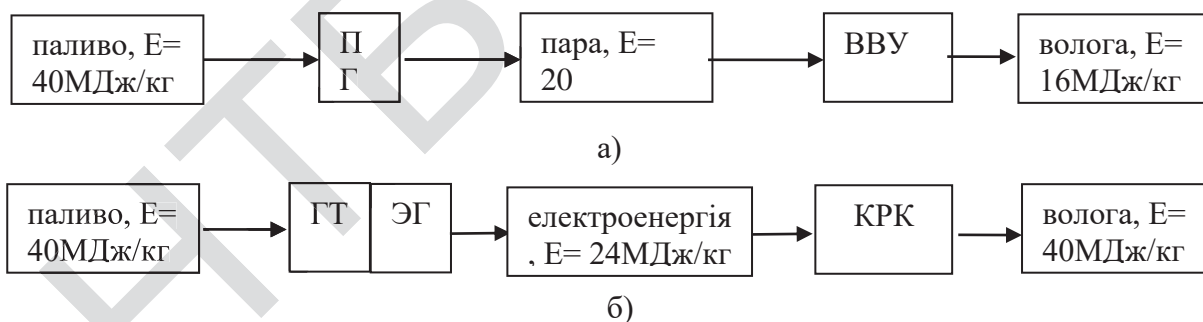 паливо, Е=
40МДж/кг
П
Г
пара, Е=
20
ВВУ
волога, Е=
16МДж/кг
а)
паливо, Е=
40МДж/кг
ГТ
ЭГ
електроенергія
, Е= 24МДж/кг
КРК
волога, Е=
40МДж/кг
б)